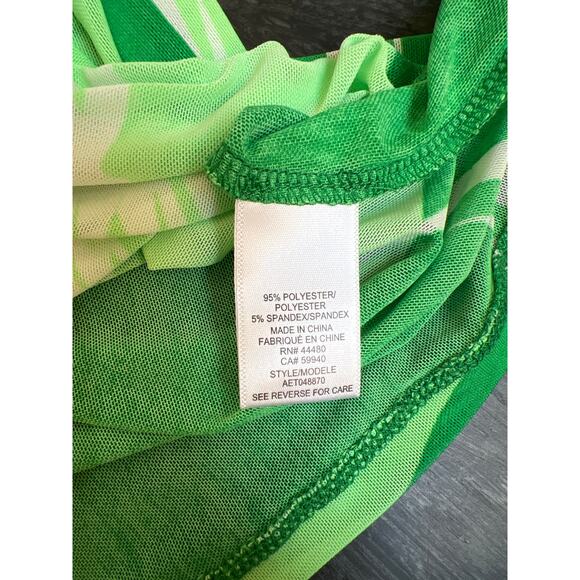 95% POLYESTER/
POLYESTER
5% SPANDEX/SPANDEX
MADE IN CHINA
FABRIQUÉ EN CHINE
RN# 44480
CA# 59940
STYLE/MODELE
AET048870
SEE REVERSE FOR CARE